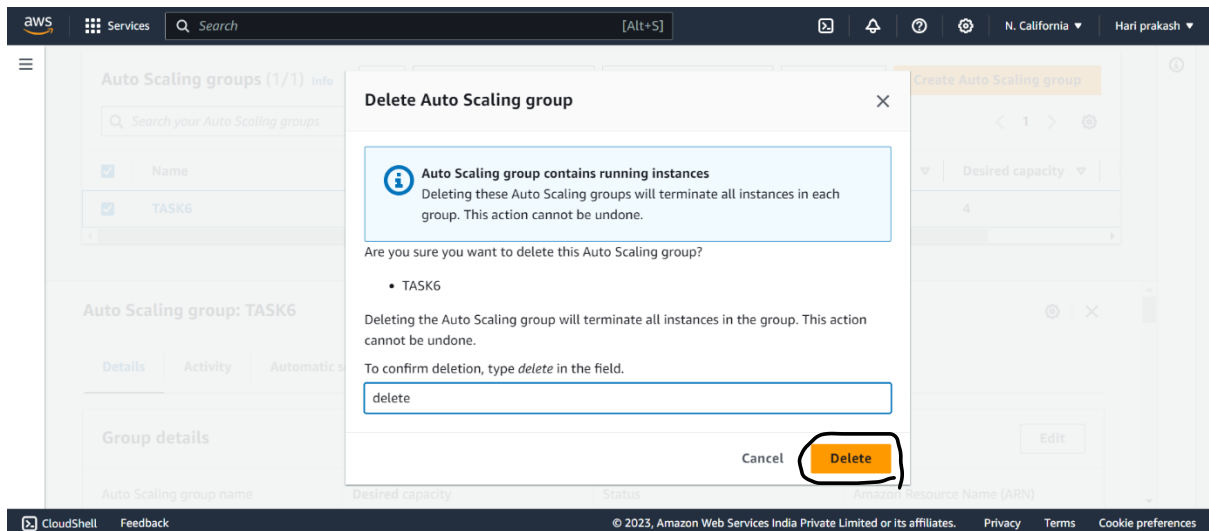 aws
Services
Search
[Alt+S]
N. California ▼
Hari prakash ▼
Auto Scaling groups (1/1) Info
Create Auto Scaling group
Search your Auto Scaling groups
1
Name
Desired capacity
TASK6
4
Delete Auto Scaling group
Auto Scaling group contains running instances
Deleting these Auto Scaling groups will terminate all instances in each
group. This action cannot be undone.
Are you sure you want to delete this Auto Scaling group?
• TASK6
Deleting the Auto Scaling group will terminate all instances in the group. This action
cannot be undone.
To confirm deletion, type delete in the field.
delete
Cancel
Delete
Auto Scaling group: TASK6
Details
Activity
Automatic s
Group details
Edit
Auto Scaling group name
Desired capacity
Status
Amazon Resource Name (ARN)
CloudShell
Feedback
© 2023, Amazon Web Services India Private Limited or its affiliates.
Privacy
Terms
Cookie preferences